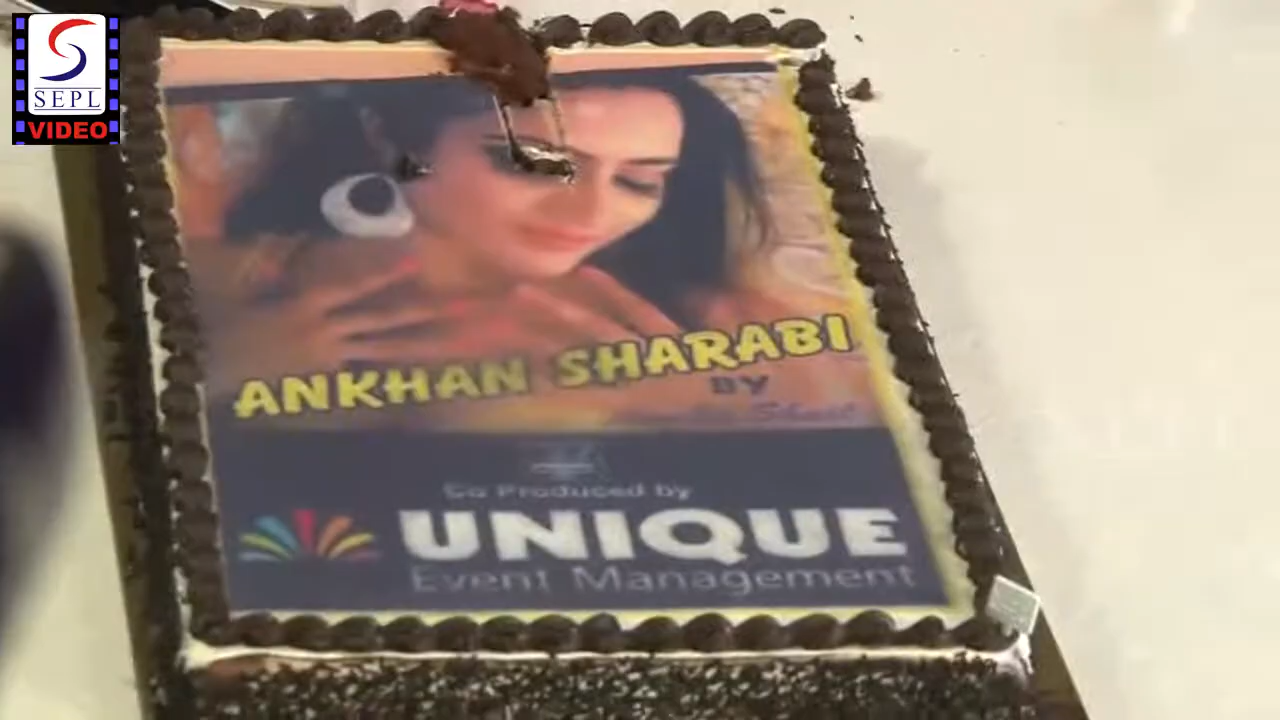 SEPL
VIDEO
ANKHAN SHARABI
BY
Co Produced by
UNIQUE
Event Management